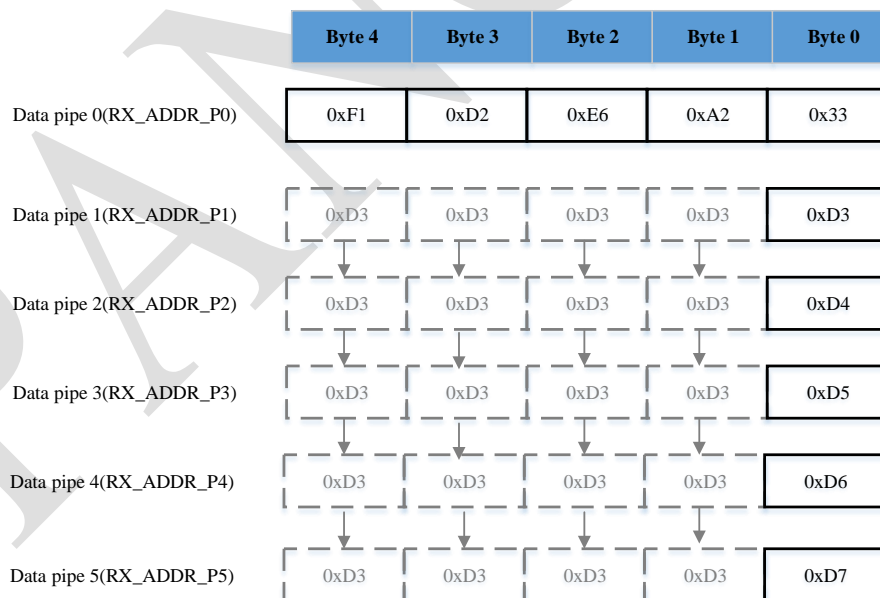 Byte 4 Byte 3 Byte 2 Byte 1 Byte 0
Data pipe 0(RX_ADDR_P0) 0xF1 0xD2 0xE6 0xA2 0x33
Data pipe 1(RX_ADDR_P1) 0xD3 0xD3 0xD3 0xD3 0xD3
Data pipe 2(RX_ADDR_P2) 0xD3 0xD3 0xD3 0xD3 0xD4
Data pipe 3(RX_ADDR_P3) 0xD3 0xD3 0xD3 0xD3 0xD5
Data pipe 4(RX_ADDR_P4) 0xD3 0xD3 0xD3 0xD3 0xD6
Data pipe 5(RX_ADDR_P5) 0xD3 0xD3 0xD3 0xD3 0xD7